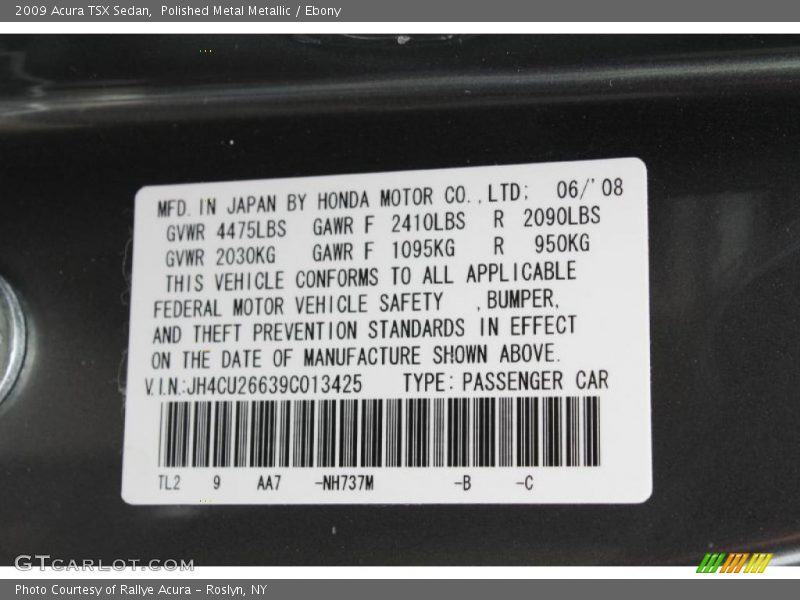 2009 Acura TSX Sedan,  Polished Metal Metallic / Ebony
MFD. IN JAPAN BY HONDA MOTOR CO.,LTD; 06/'08
GVWR 4475LBS GAWR F 2410LBS R 2090LBS
GVWR 2030KG GAWR F 1095KG R 950KG
THIS VEHICLE CONFORMS TO ALL APPLICABLE
FEDERAL MOTOR VEHICLE SAFETY ,BUMPER,
AND THEFT PREVENTION STANDARDS IN EFFECT
ON THE DATE OF MANUFACTURE SHOWN ABOVE.
V.I.N.:JH4CU26639C013425 TYPE: PASSENGER CAR
TL2 9 AA7 -NH737M -B -C
GTCARLOT.COM
Photo Courtesy of Rallye Acura – Roslyn, NY